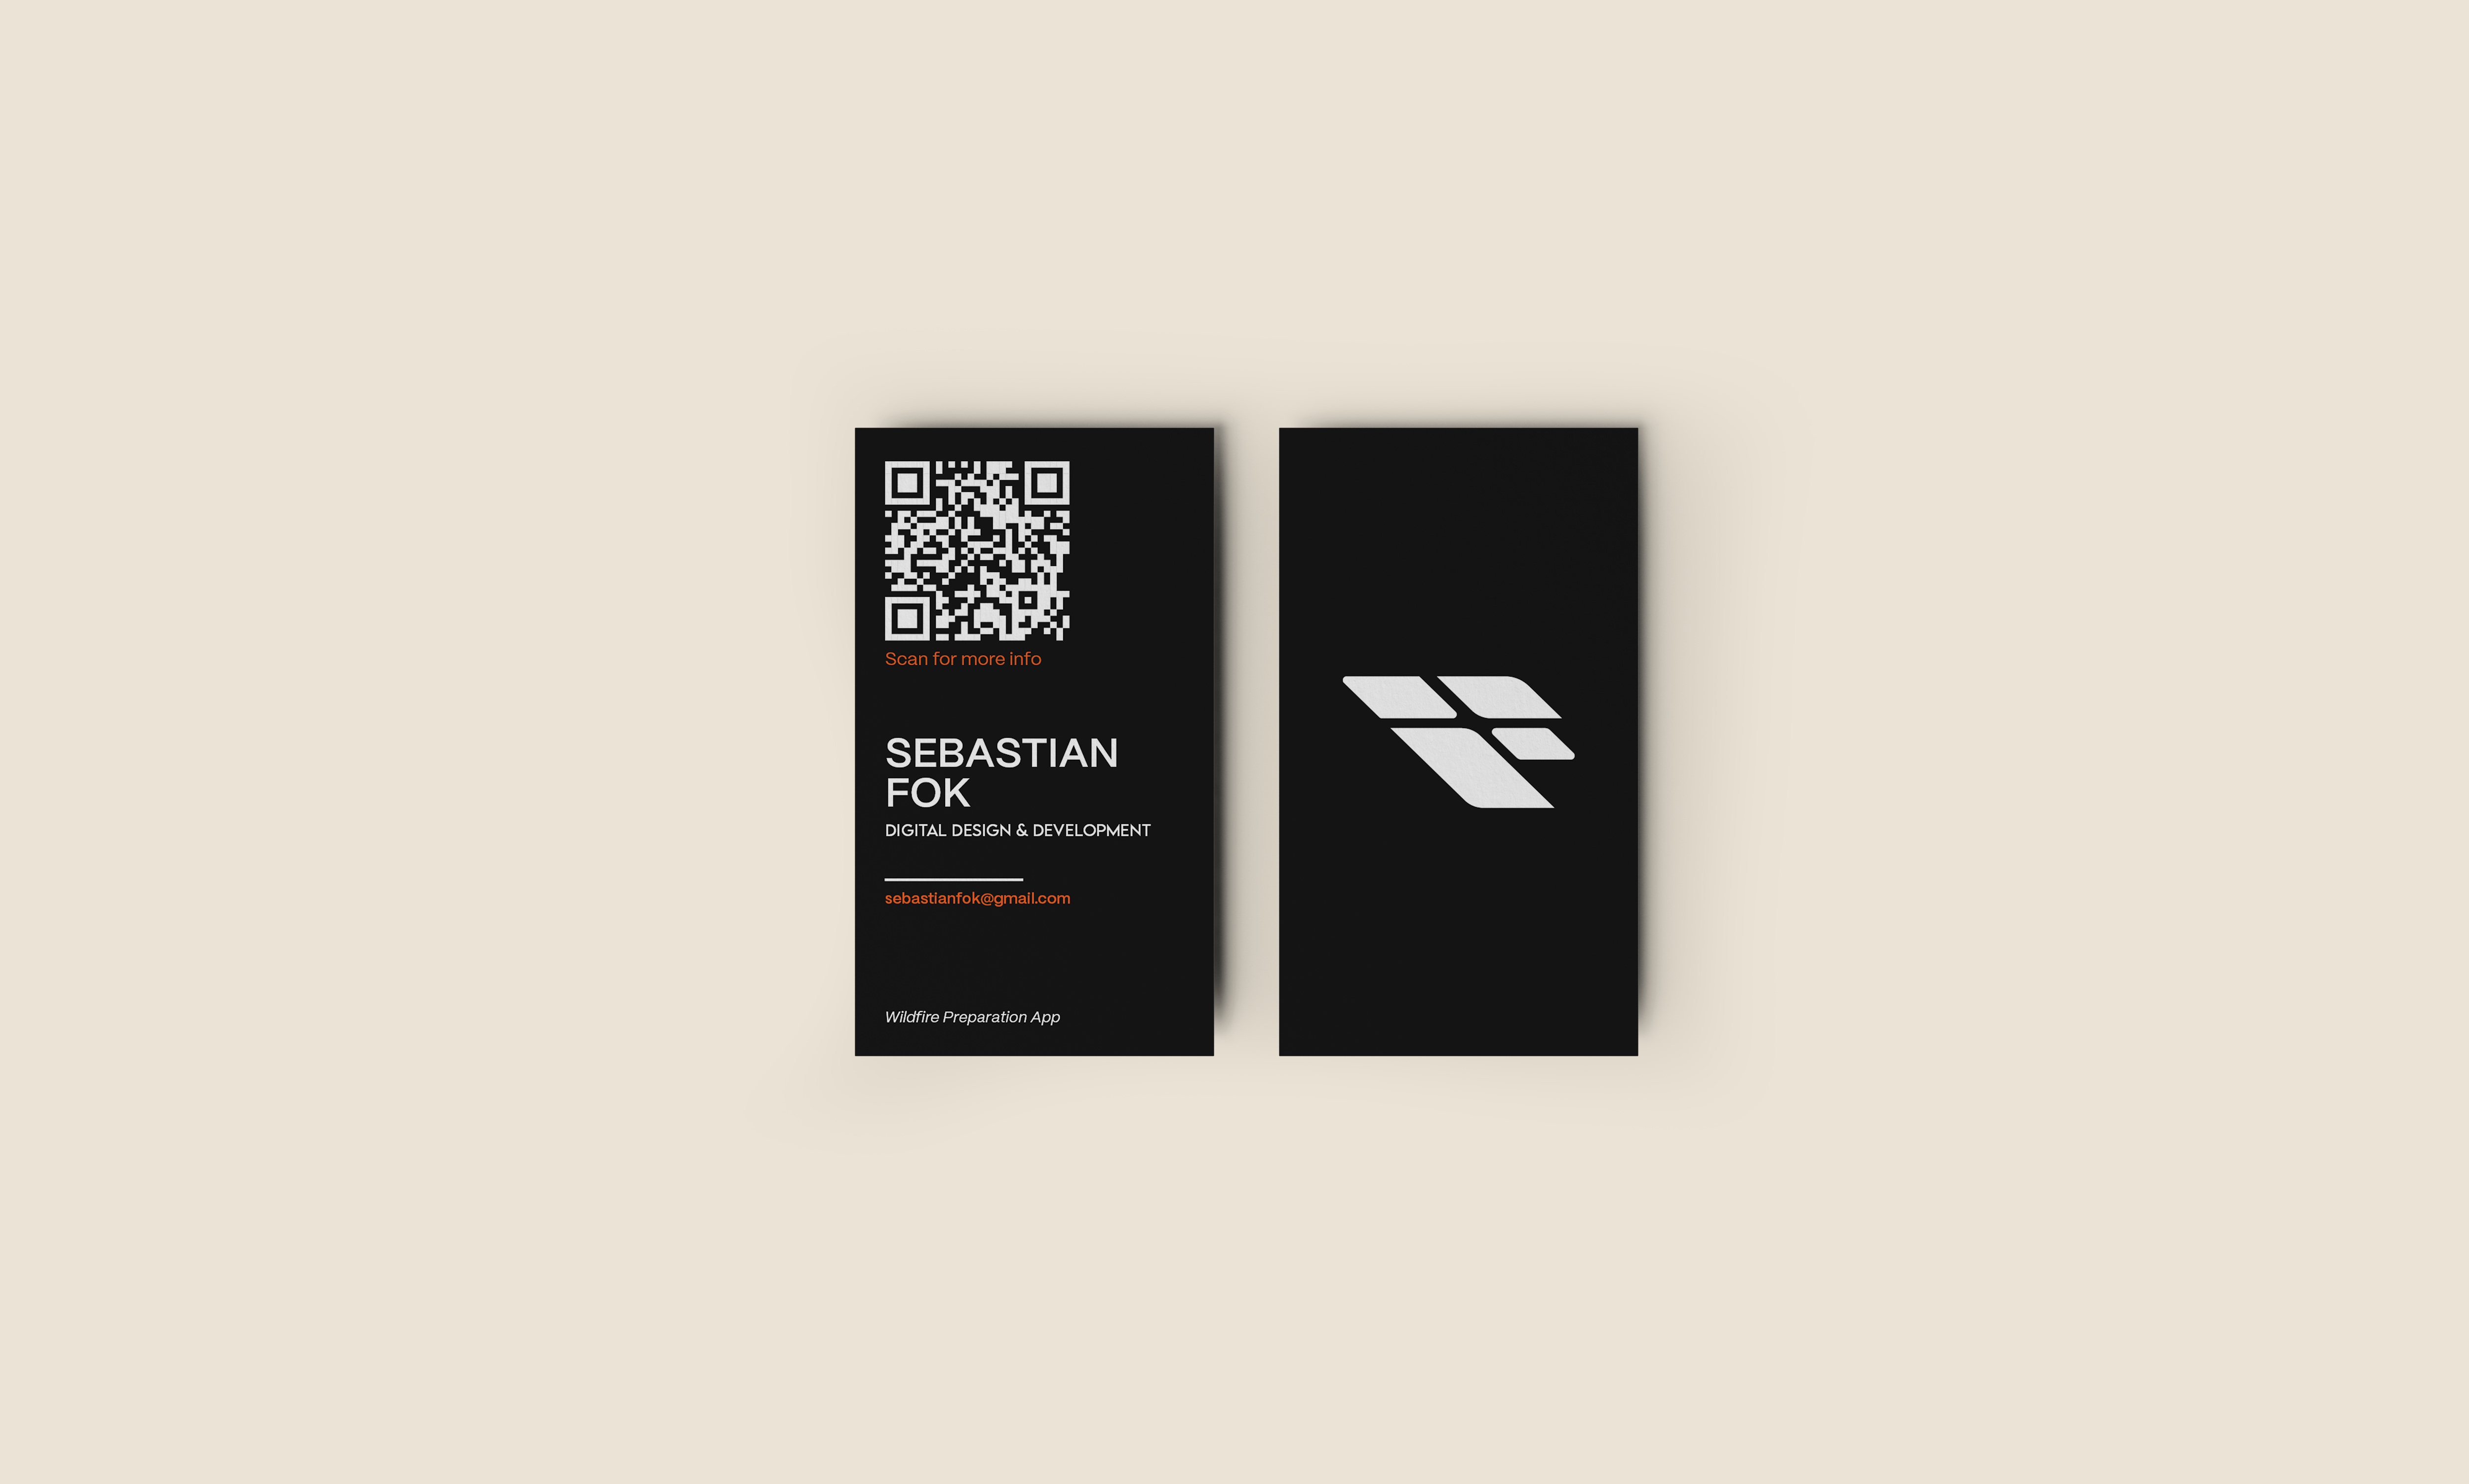 Scan for more info
SEBASTIAN
FOK
DIGITAL DESIGN & DEVELOPMENT
sebastianfok@gmail.com
Wildfire Preparation App